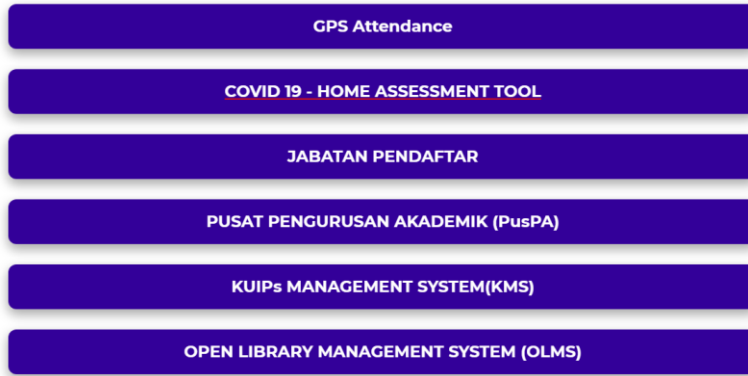 GPS Attendance
COVID 19 - HOME ASSESSMENT TOOL
JABATAN PENDAFTAR
PUSAT PENGURUSAN AKADEMIK (PusPA)
KUIPs MANAGEMENT SYSTEM(KMS)
OPEN LIBRARY MANAGEMENT SYSTEM (OLMS)